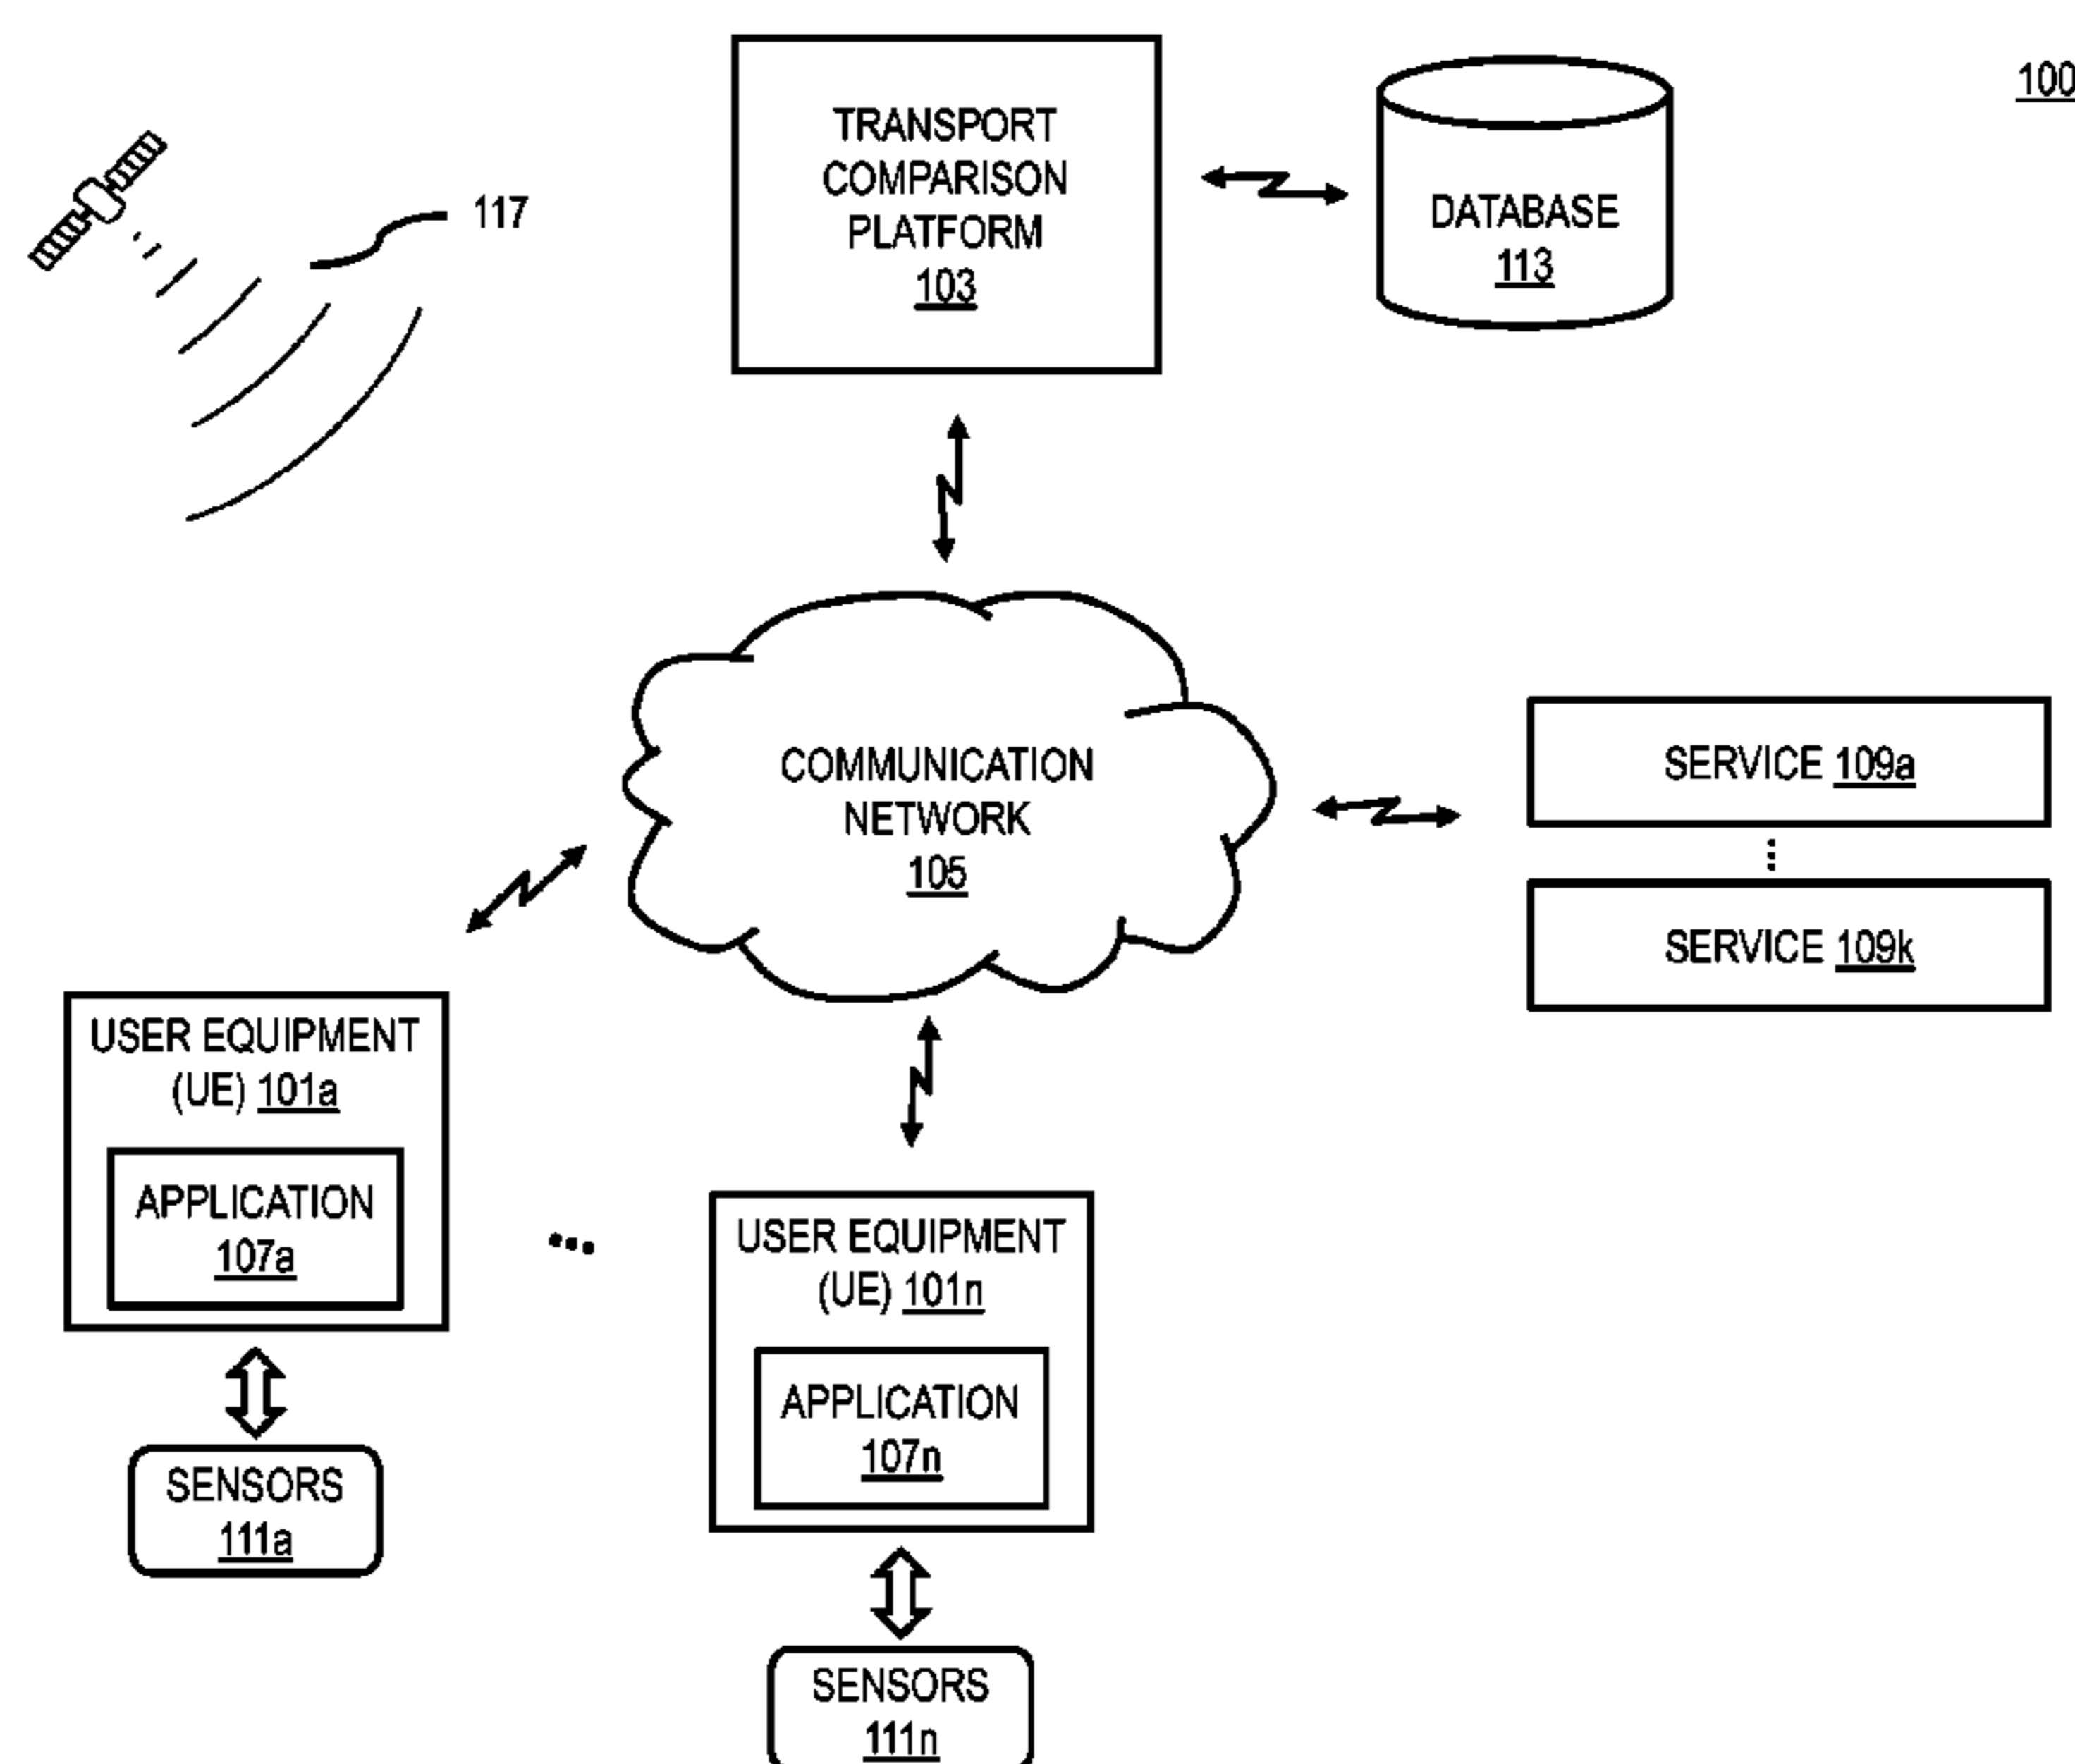 100
TRANSPORT
COMPARISON
PLATFORM
103
DATABASE
113
117
COMMUNICATION
NETWORK
105
SERVICE 109a
SERVICE 109k
USER EQUIPMENT
(UE) 101a
APPLICATION
107a
SENSORS
111a
USER EQUIPMENT
(UE) 101n
APPLICATION
107n
SENSORS
111n